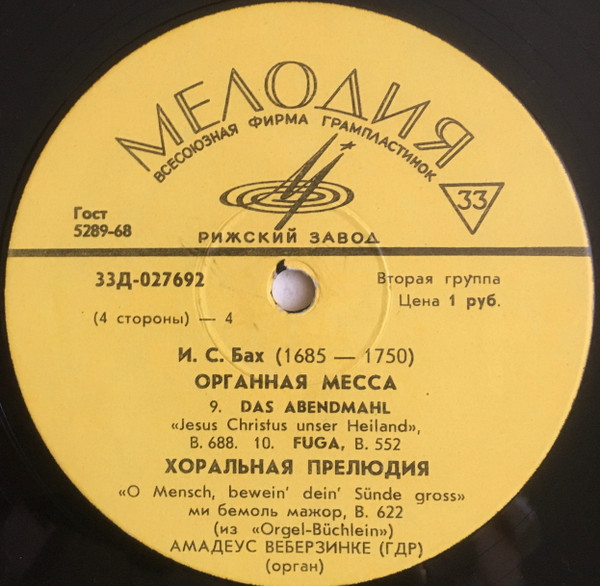 МЕЛОДИЯ
ВСЕСОЮЗНАЯ ФИРМА ГРАМПЛАСТИНОК
33
Гост
5289-68
РИЖСКИЙ ЗАВОД
33Д-027692
Вторая группа
Цена 1 руб.
(4 стороны) — 4
И. С. Бах (1685 — 1750)
ОРГАННАЯ МЕССА
9. DAS ABENDMAHL
«Jesus Christus unser Heiland»,
B. 688. 10. FUGA, B. 552
ХОРАЛЬНАЯ ПРЕЛЮДИЯ
«O Mensch, bewein' dein' Sünde gross»
ми бемоль мажор, B. 622
(из «Orgel-Büchlein»)
АМАДЕУС ВЕБЕРЗИНКЕ (ГДР)
(орган)